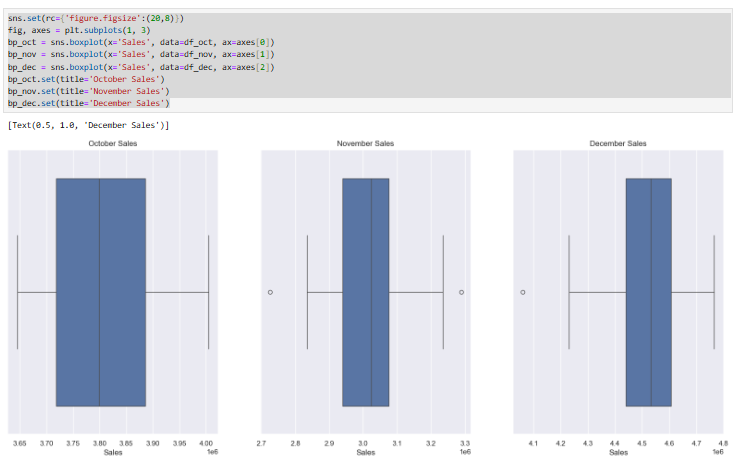 sns.set(rc={'figure.figsize':(20,8)})
fig, axes = plt.subplots(1, 3)
bp_oct = sns.boxplot(x='Sales', data=df_oct, ax=axes[0])
bp_nov = sns.boxplot(x='Sales', data=df_nov, ax=axes[1])
bp_dec = sns.boxplot(x='Sales', data=df_dec, ax=axes[2])
bp_oct.set(title='October Sales')
bp_nov.set(title='November Sales')
bp_dec.set(title='December Sales')
[Text(0.5, 1.0, 'December Sales')]
October Sales
3.65 3.70 3.75 3.80 3.85 3.90 3.95 4.00
Sales
1e6
November Sales
2.7 2.8 2.9 3.0 3.1 3.2 3.3
Sales
1e6
December Sales
4.1 4.2 4.3 4.4 4.5 4.6 4.7 4.8
Sales
1e6